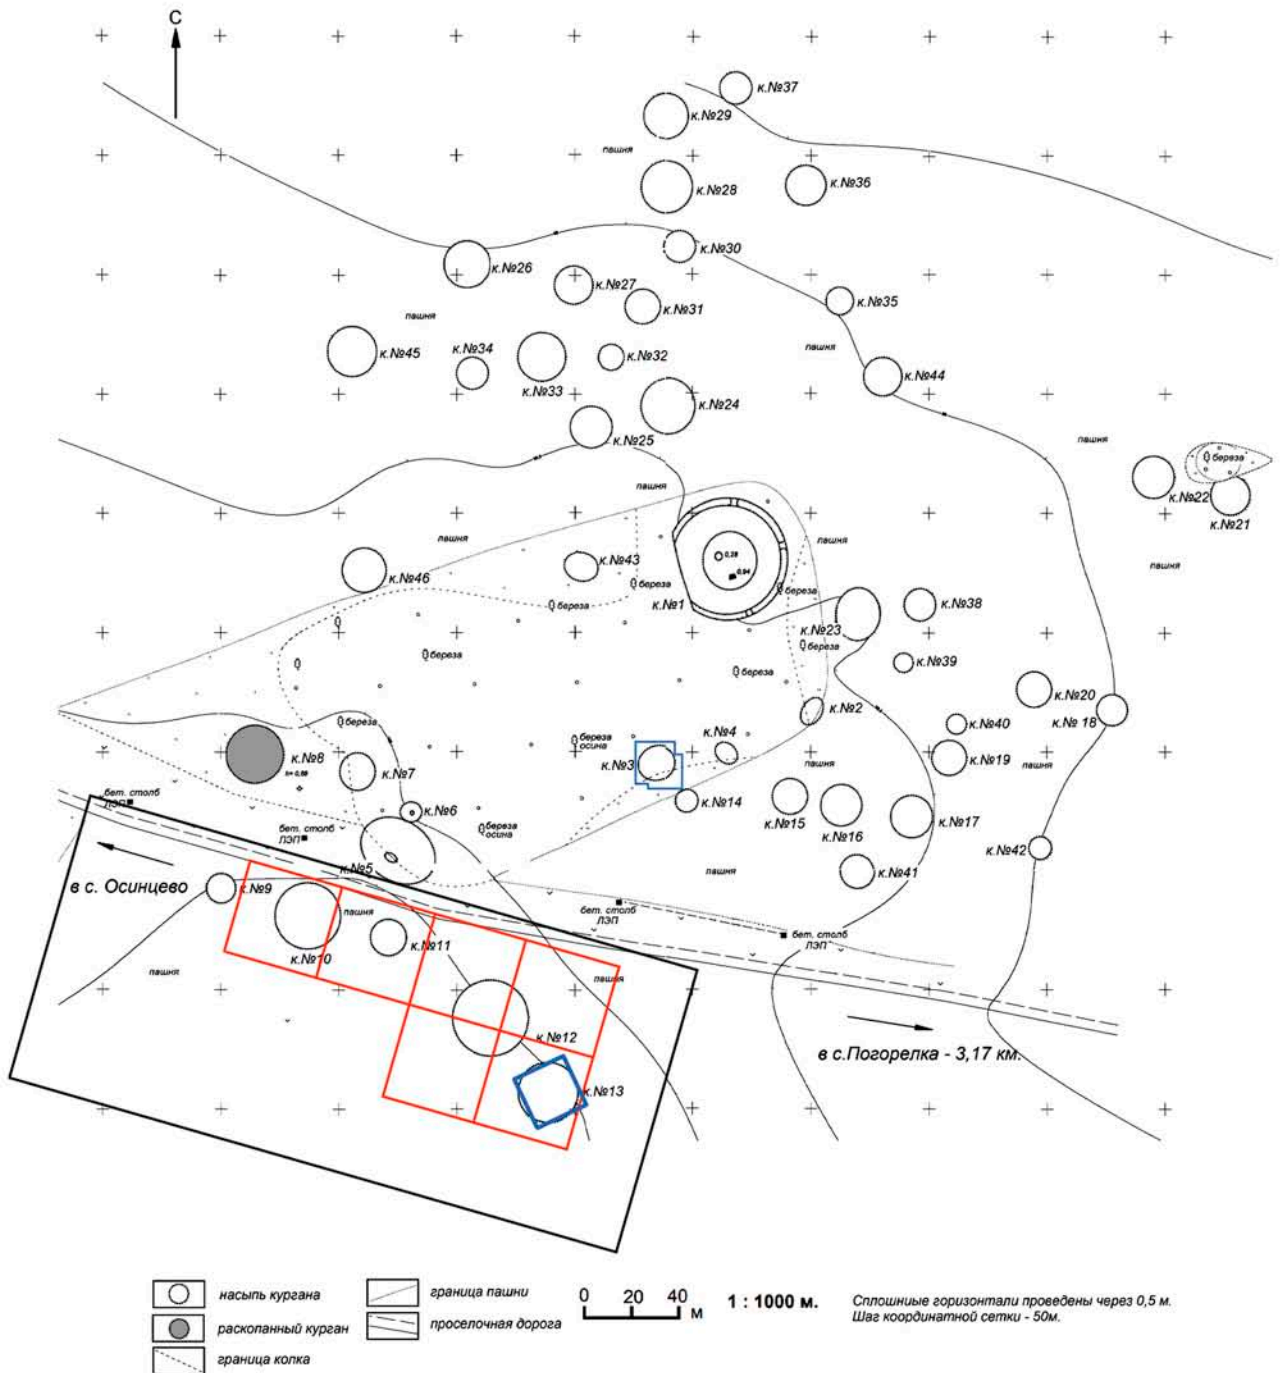 С
к.№37
к.№29
пашня
к.№28
к.№36
к.№30
к.№26
к.№27
к.№35
к.№31
пашня
к.№45
к.№34
к.№32
пашня
к.№33
к.№44
к.№24
к.№25
пашня
береза
пашня
к.№22
к.№21
пашня
пашня
к.№43
0,28
0,94
пашня
к.№46
береза
береза
к.№1
береза
к.№38
к.№23
береза
береза
к.№39
береза
к.№20
к.№2
к.№ 18
береза
к.№40
береза
осина
к.№4
к.№8
к.№7
к.№3
к.№19
пашня
пашня
бет. столб
ЛЭП
к.№14
к.№6
к.№15
к.№16
к.№17
бет. столб
ЛЭП
береза
осина
к.№42
к.№5
пашня
к.№41
в с. Осинцево
к.№9
пашня
бет. столб
ЛЭП
к.№11
бет. столб
ЛЭП
к.№10
пашня
пашня
к.№12
в с.Погорелка - 3,17 км.
к.№13
насыпь кургана
граница пашни
0 20 40
м
1 : 1000 м.
Сплошные горизонтали проведены через 0,5 м.
Шаг координатной сетки - 50м.
раскопанный курган
проселочная дорога
граница колка